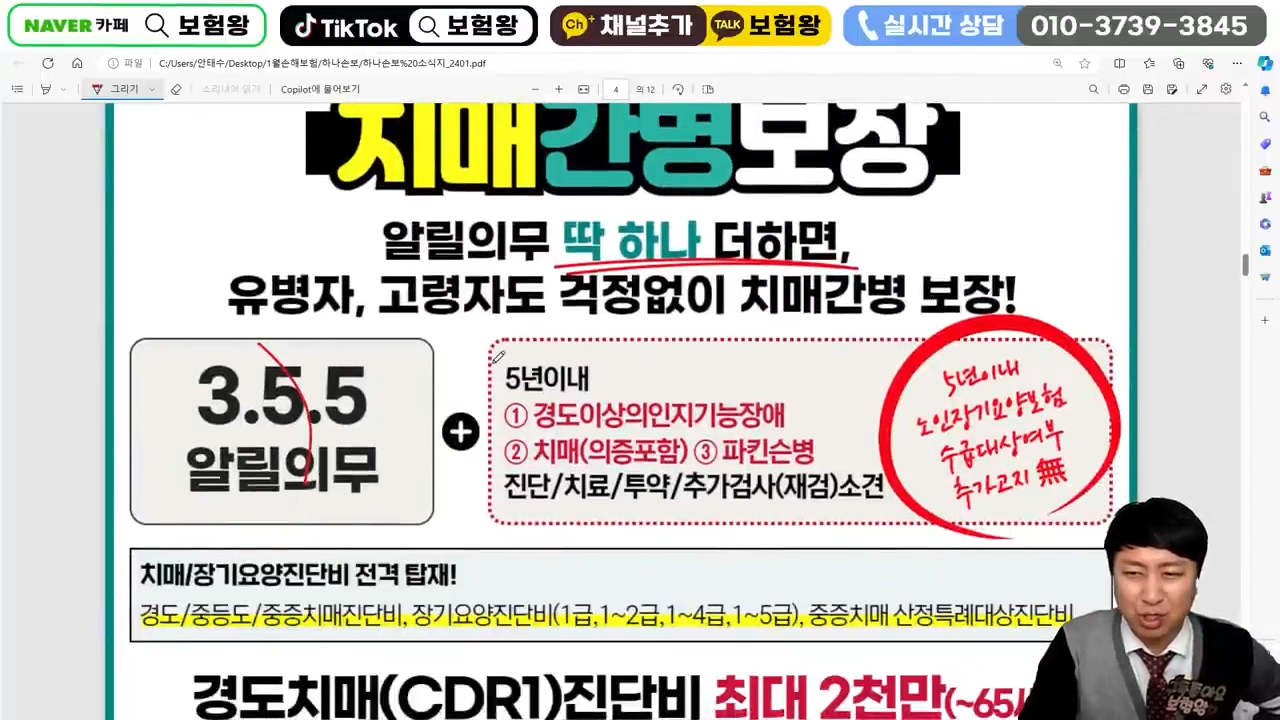 NAVER 카페 보험왕
TikTok 보험왕
Ch+ 채널추가 TALK 보험왕
실시간 상담 010-3739-3845
파일 C:/Users/안태수/Desktop/1월손해보험/하나손보/하나손보%20소식지_2401.pdf
그리기 소리내어 읽기 Copilot에 물어보기 4 의 12
치매간병보장
알릴의무 딱 하나 더하면,
유병자, 고령자도 걱정없이 치매간병 보장!
3.5.5
알릴의무
+
5년이내
① 경도이상의인지기능장애
② 치매(의증포함) ③ 파킨슨병
진단/치료/투약/추가검사(재검)소견
5년이내
노인장기요양보험
수급대상여부
추가고지 無
치매/장기요양진단비 전격 탑재!
경도/중등도/중증치매진단비, 장기요양진단비(1급,1~2급,1~4급,1~5급), 중증치매 산정특례대상진단비
경도치매(CDR1)진단비 최대 2천만(~65
보험왕